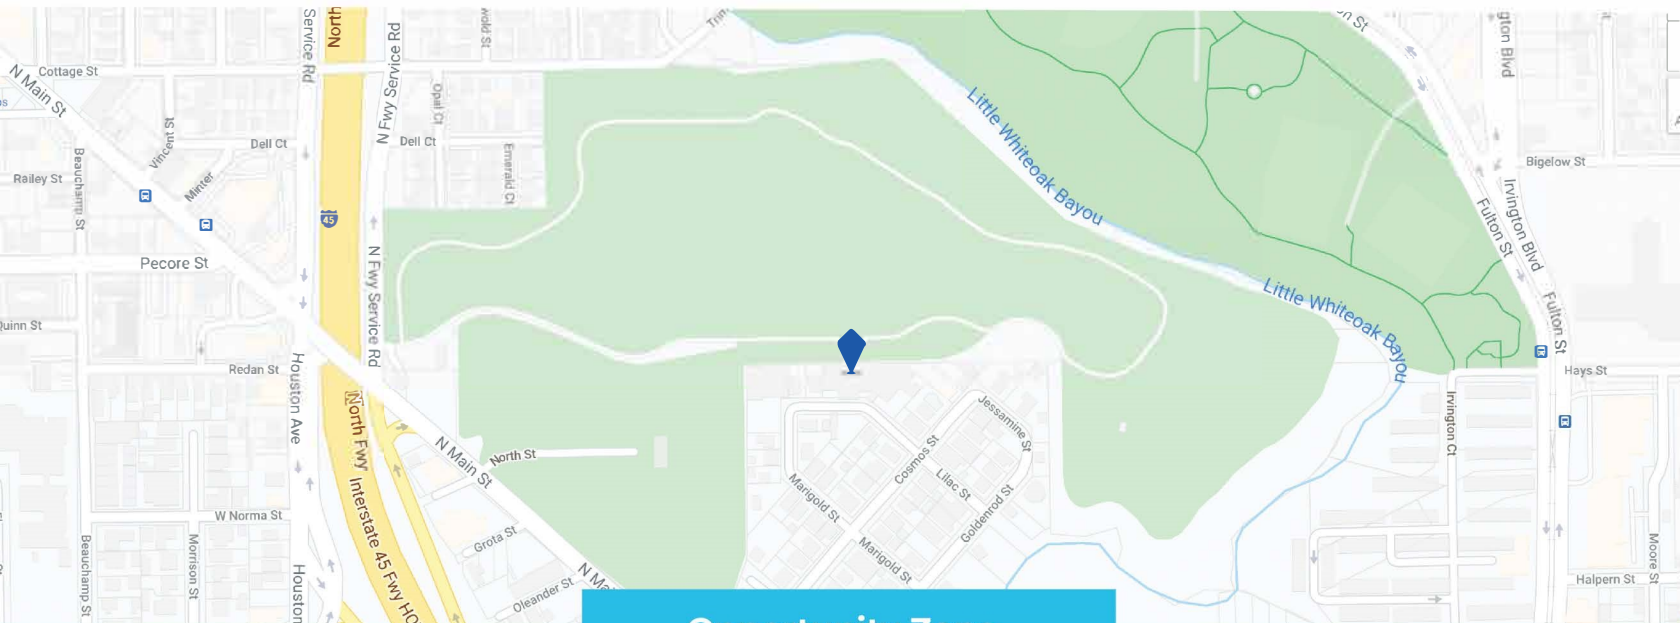 Service Rd
North
N Fwy Service Rd
Cottage St
N Main St
Opal Ct
Dell Ct
Emerald Ct
Vincent St
Dell Ct
Beauchamp St
Railey St
Minter
45
Pecore St
N Fwy Service Rd
Quinn St
Redan St
Houston Ave
North Fwy
Interstate 45 Fwy HO
N Main St
North St
W Norma St
Grota St
Beauchamp St
Morrison St
Houston
Oleander St
N Ma
Little Whiteoak Bayou
Little Whiteoak Bayou
Jessamine St
Cosmos St
Lilac St
Marigold St
Goldenrod St
Marigold St
Bigelow St
Irvington Blvd
Fulton St
Fulton St
Hays St
Irvington Ct
Halpern St
Moore St